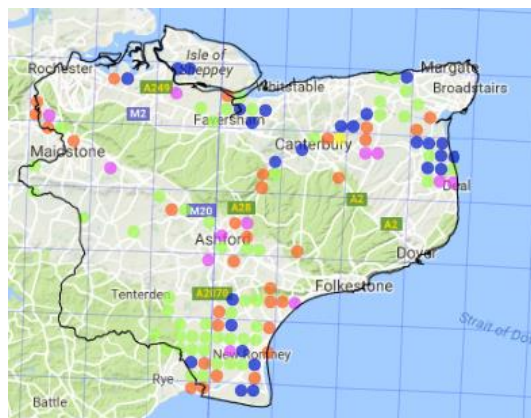 Isle of
Sheppey
Margate
Rochester
Whitstable
Broadstairs
A249
M2
Faversham
Canterbury
Maidstone
Deal
M20
A28
A2
A2
Ashford
Dover
Folkestone
Tenterden
A2070
Strait of Do
New Romney
Rye
Battle